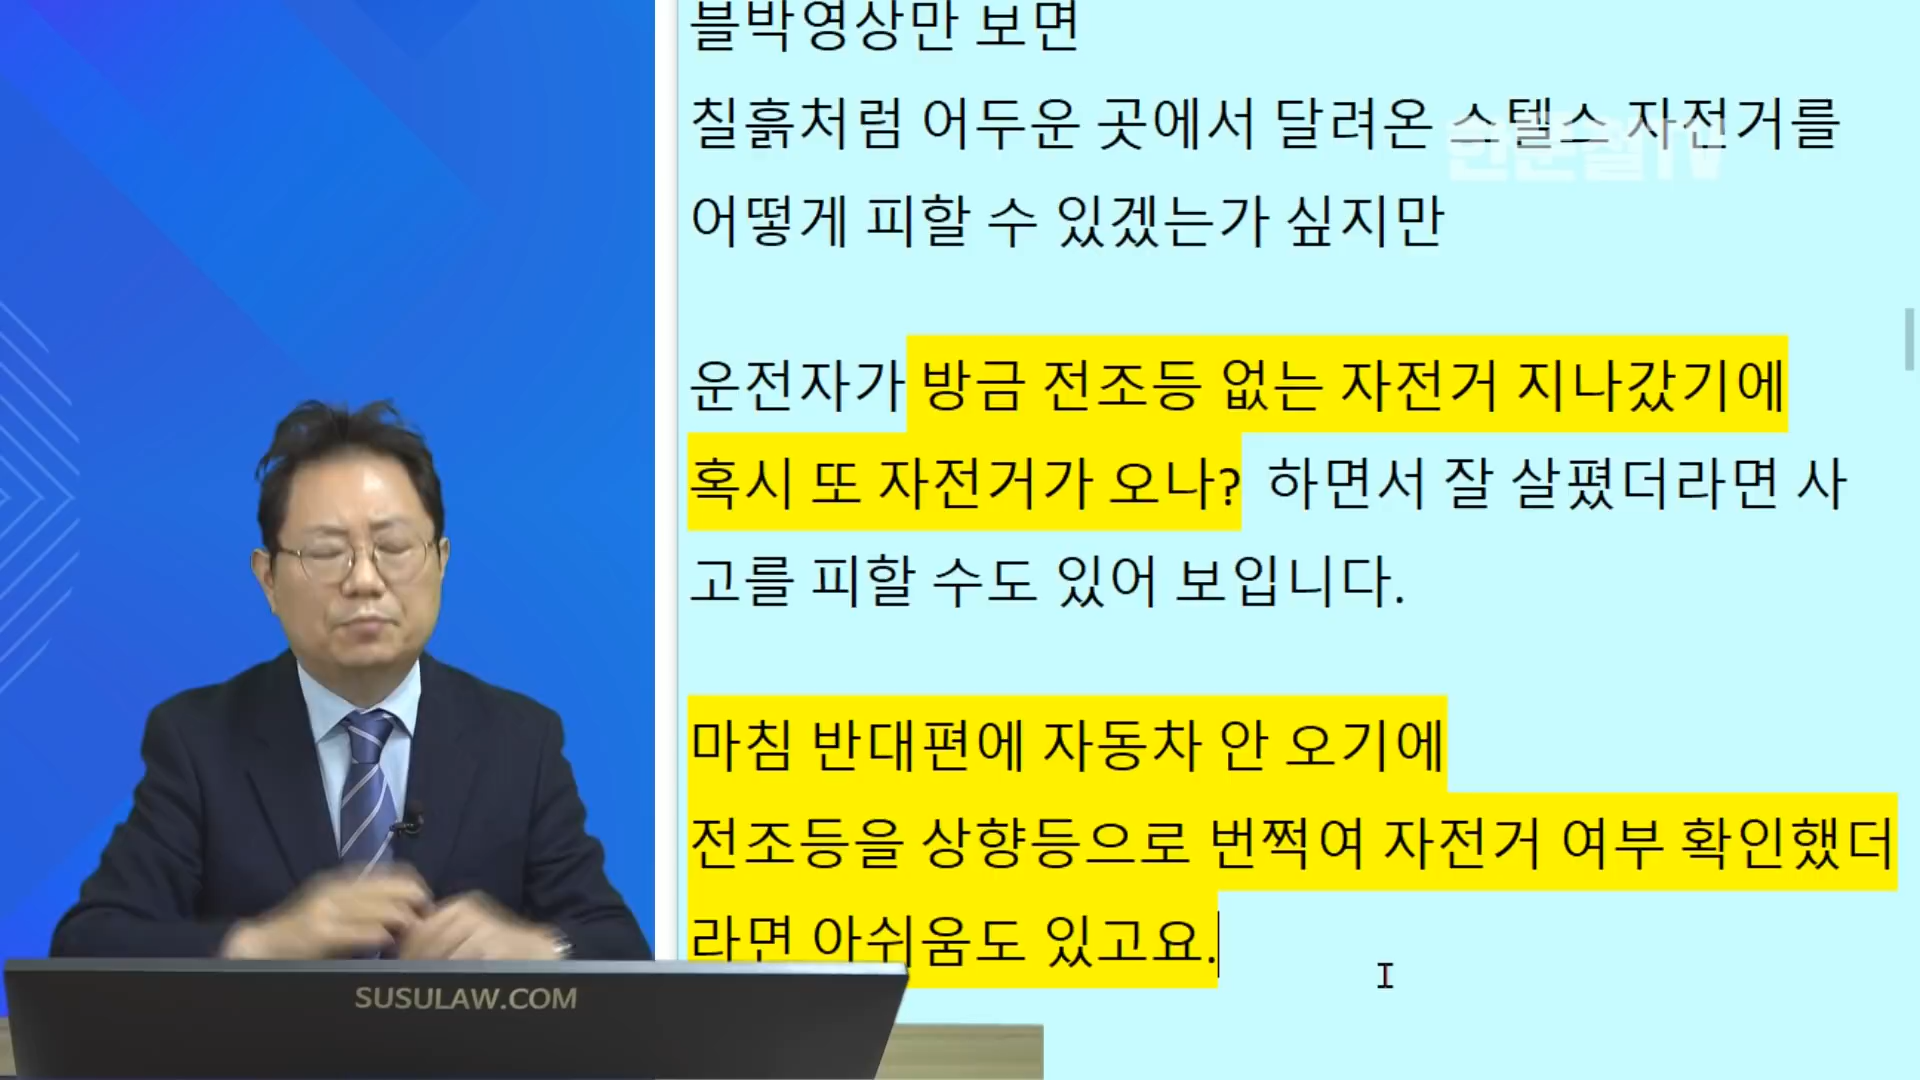 블박영상만 보면
칠흙처럼 어두운 곳에서 달려온 스텔스 자전거를
한문철TV
어떻게 피할 수 있겠는가 싶지만
운전자가 방금 전조등 없는 자전거 지나갔기에
혹시 또 자전거가 오나? 하면서 잘 살폈더라면 사
고를 피할 수도 있어 보입니다.
마침 반대편에 자동차 안 오기에
전조등을 상향등으로 번쩍여 자전거 여부 확인했더
라면 아쉬움도 있고요.
SUSULAW.COM